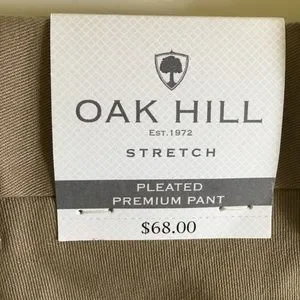 OAK HILL
EST.1972
STRETCH
PLEATED
PREMIUM PANT
$68.00